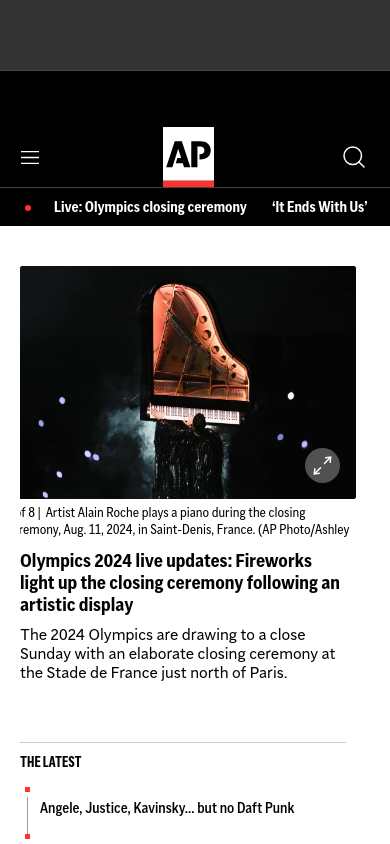 AP
Live: Olympics closing ceremony ‘It Ends With Us’
of 8 | Artist Alain Roche plays a piano during the closing
remony, Aug. 11, 2024, in Saint-Denis, France. (AP Photo/Ashley
Olympics 2024 live updates: Fireworks
light up the closing ceremony following an
artistic display
The 2024 Olympics are drawing to a close
Sunday with an elaborate closing ceremony at
the Stade de France just north of Paris.
THE LATEST
Angele, Justice, Kavinsky... but no Daft Punk